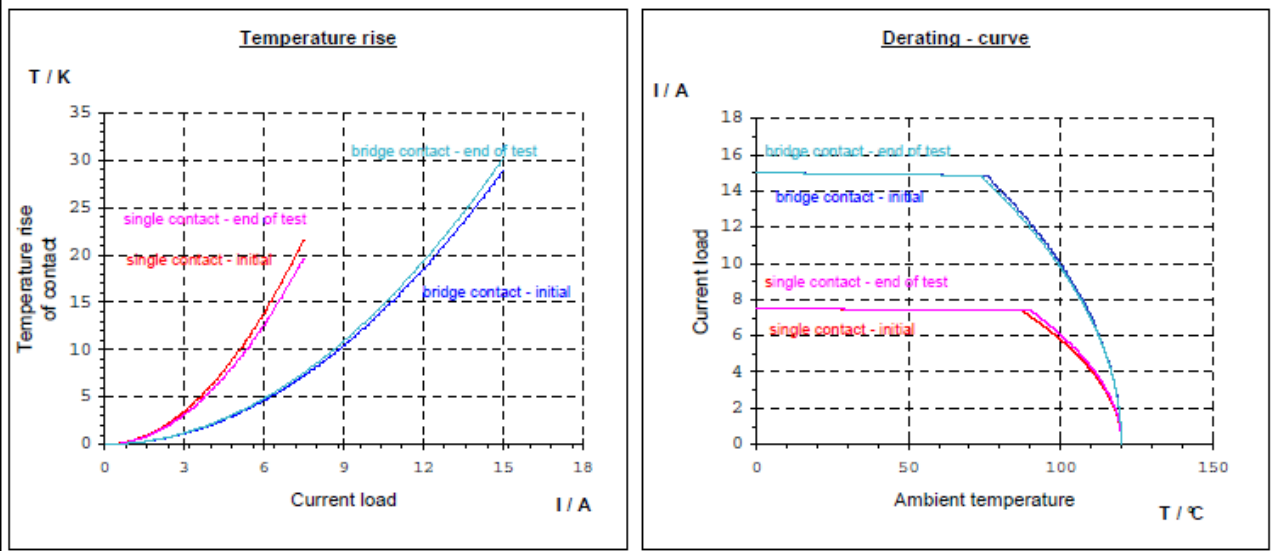 Temperature rise
T / K
35
30
25
20
15
10
5
0
Temperature rise
of contact
bridge contact - end of test
single contact - end of test
single contact - initial
bridge contact - initial
0 3 6 9 12 15 18
Current load
I / A
Derating - curve
I / A
18
16
14
12
10
8
6
4
2
0
Current load
bridge contact - end of test
bridge contact - initial
single contact - end of test
single contact - initial
0 50 100 150
Ambient temperature
T / °C